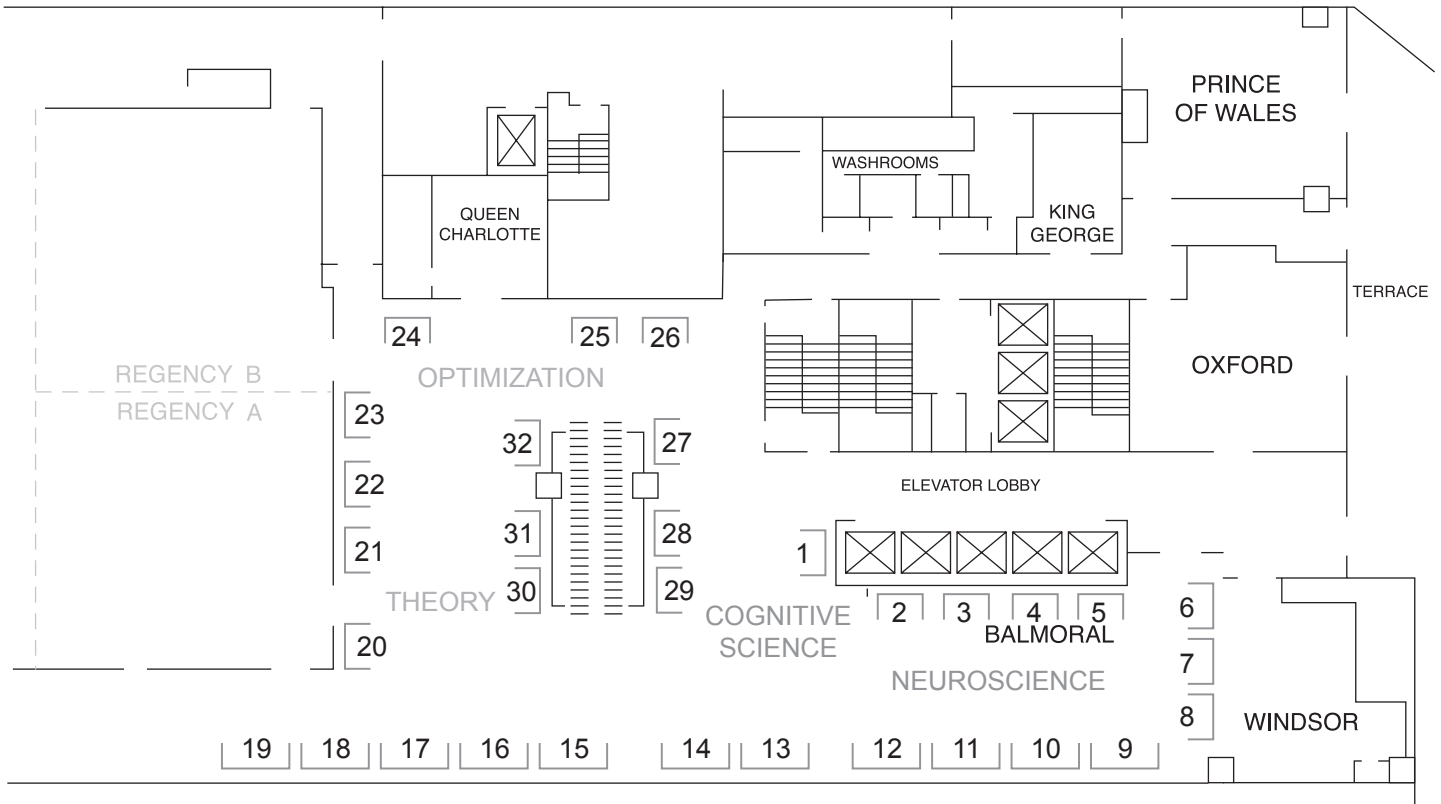 PRINCE
OF WALES
WASHROOMS
QUEEN
CHARLOTTE
KING
GEORGE
TERRACE
24
25
26
REGENCY B
OPTIMIZATION
OXFORD
REGENCY A
23
32
27
22
ELEVATOR LOBBY
31
28
21
1
THEORY
30
29
COGNITIVE
SCIENCE
2
3
4
5
6
BALMORAL
20
7
NEUROSCIENCE
8
WINDSOR
19
18
17
16
15
14
13
12
11
10
9